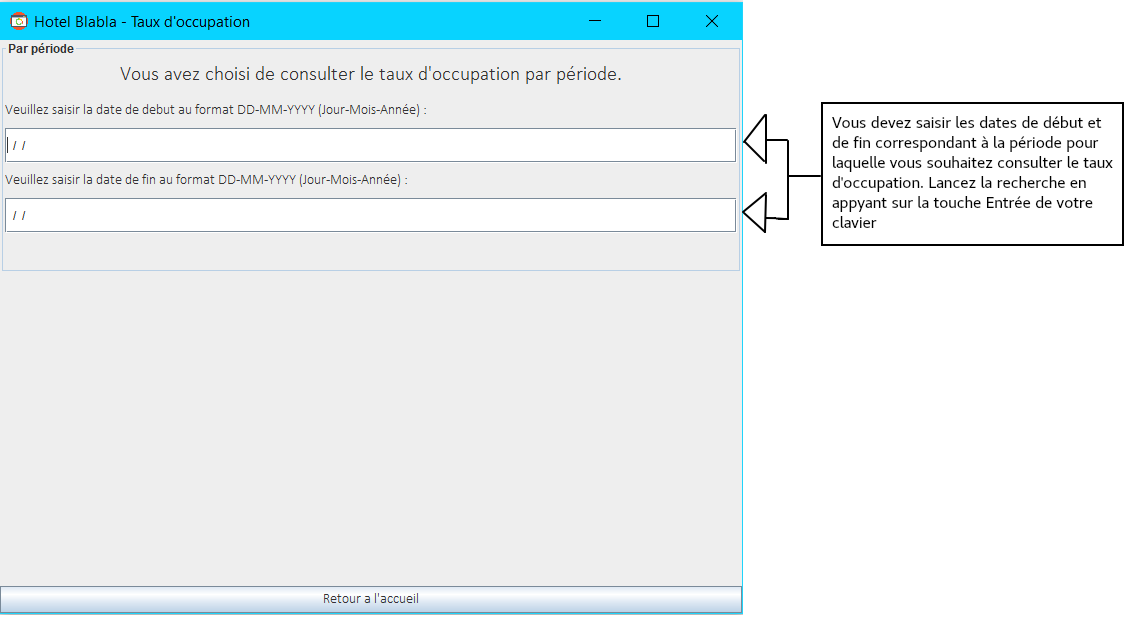 Hotel Blabla - Taux d'occupation
Par période
Vous avez choisi de consulter le taux d'occupation par période.
Veuillez saisir la date de debut au format DD-MM-YYYY (Jour-Mois-Année) :
/ /
Veuillez saisir la date de fin au format DD-MM-YYYY (Jour-Mois-Année) :
/ /
Vous devez saisir les dates de début et
de fin correspondant à la période pour
laquelle vous souhaitez consulter le taux
d'occupation. Lancez la recherche en
appyant sur la touche Entrée de votre
clavier
Retour a l'accueil